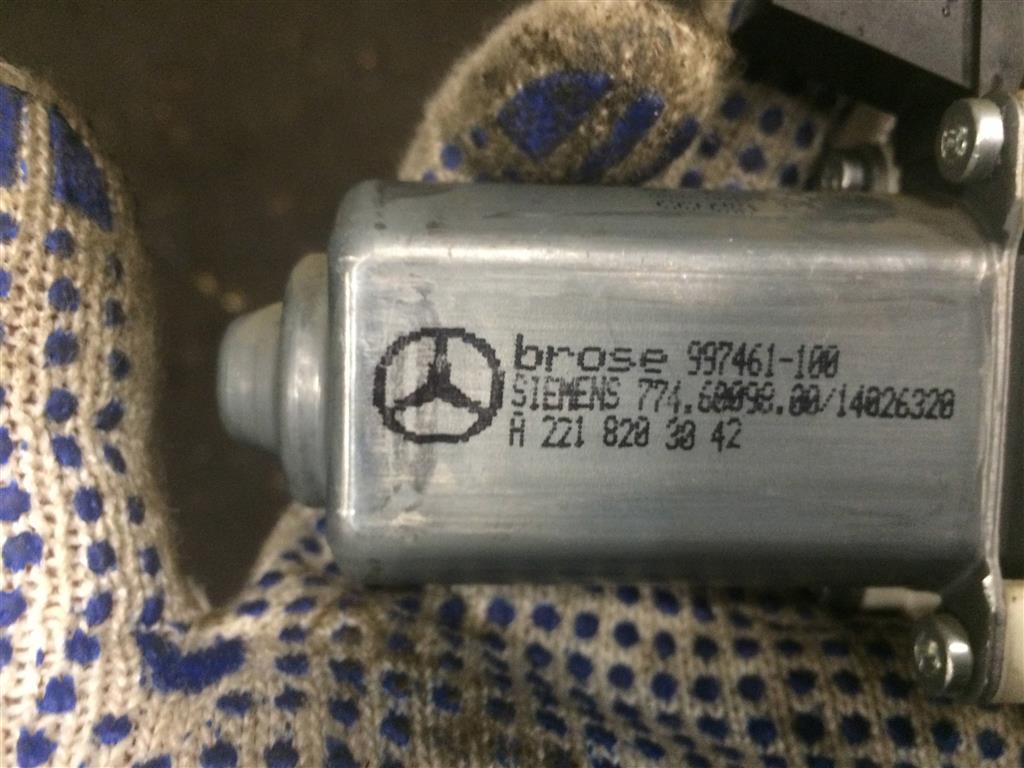 brose 997461-100
SIEMENS 774.60098.00/14026320
A 221 820 30 42